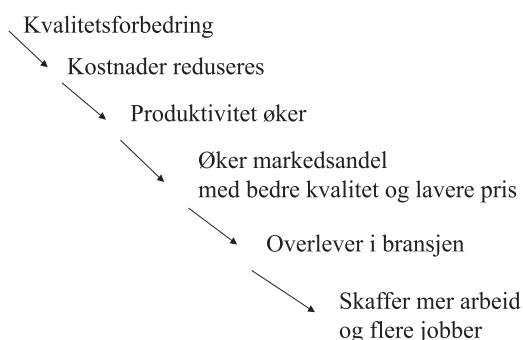 Kvalitetsforbedring
Kostnader reduseres
Produktivitet øker
Øker markedsandel
med bedre kvalitet og lavere pris
Overlever i bransjen
Skaffer mer arbeid
og flere jobber